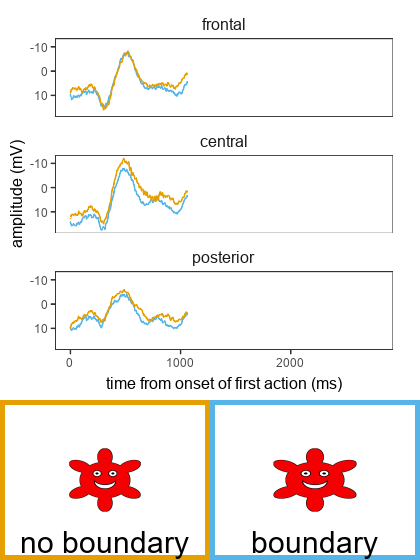 frontal
-10
0
10
central
-10
0
10
amplitude (mV)
posterior
-10
0
10
0 1000 2000
time from onset of first action (ms)
no boundary boundary